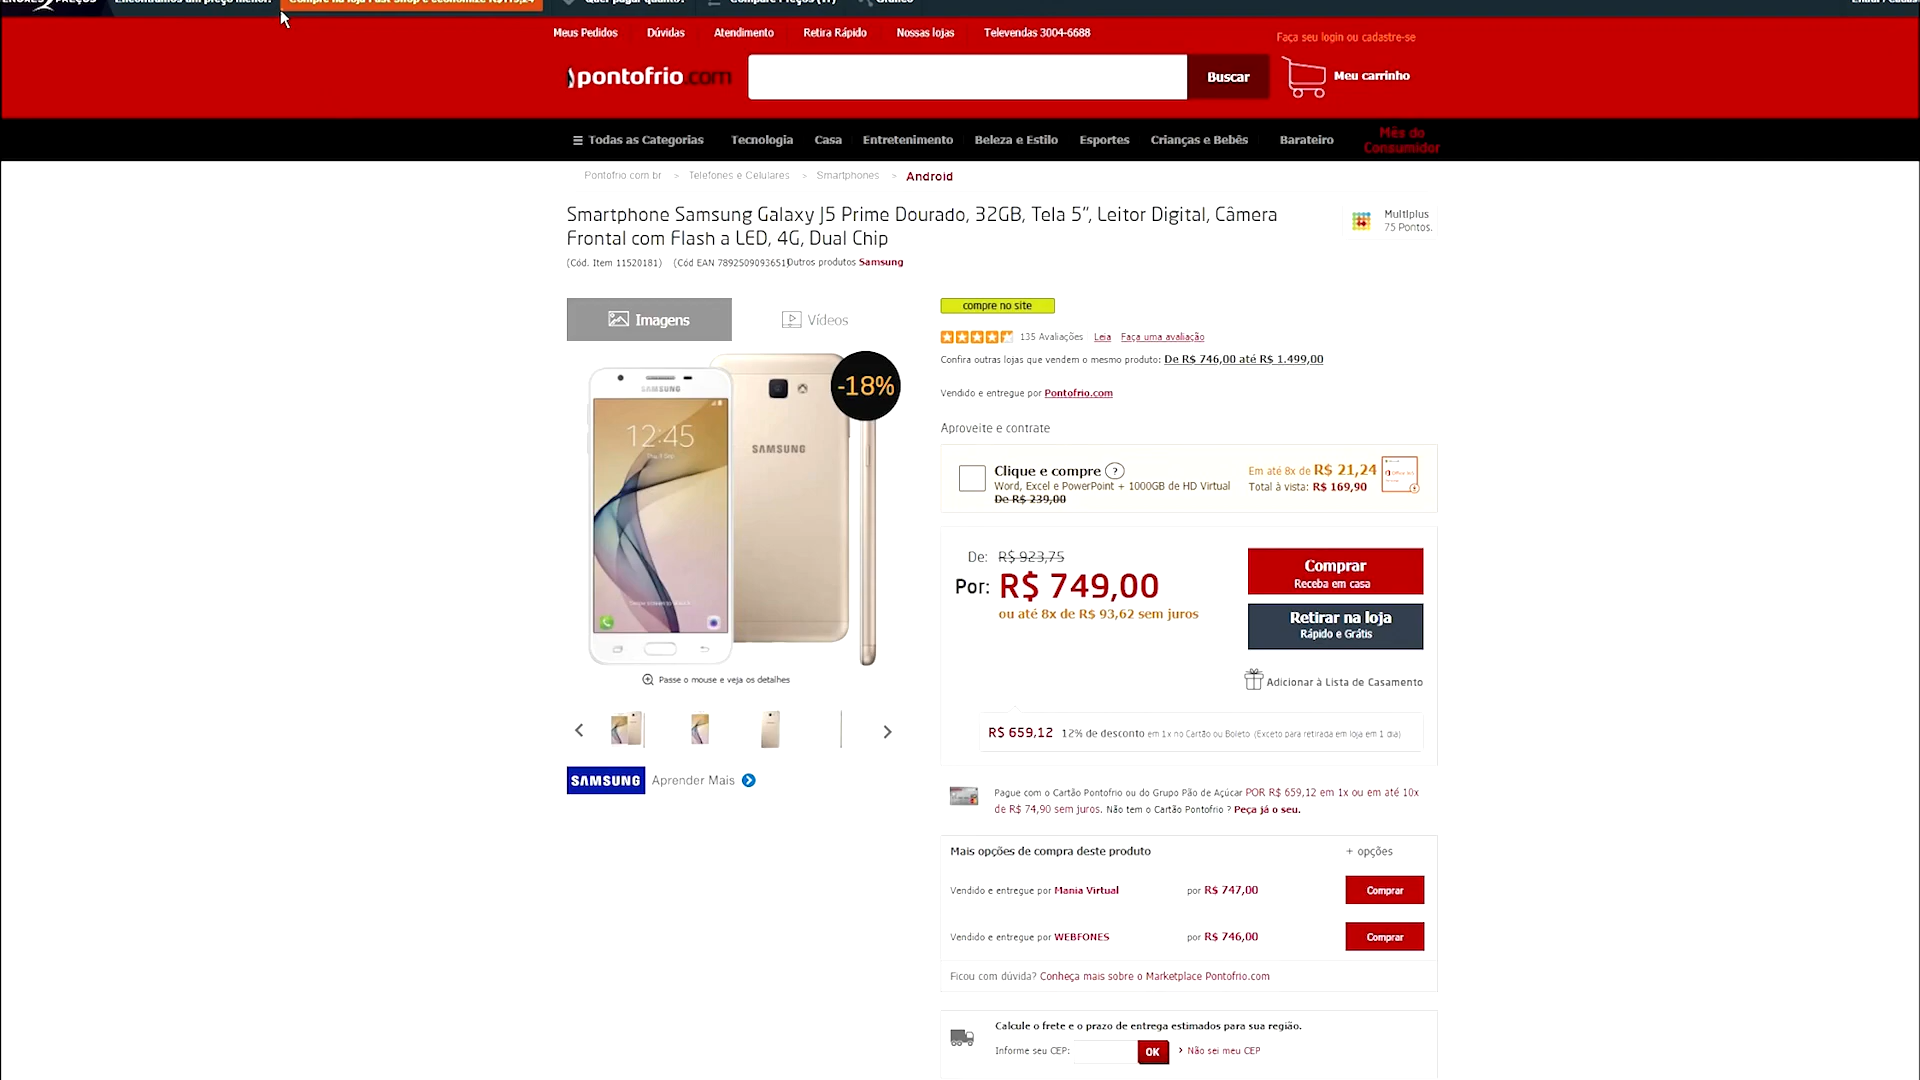 PREÇOS Encontramos um preço menor! Compre na loja Fast Shop e economize Quer pagar quanto? Compare Preços Gráfico
Meus Pedidos Dúvidas Atendimento Retira Rápido Nossas lojas Televendas 3004-6688
Faça seu login ou cadastre-se
pontofrio.com Buscar Meu carrinho
Todas as Categorias Tecnologia Casa Entretenimento Beleza e Estilo Esportes Crianças e Bebês Barateiro Mês do Consumidor
Pontofrio.com.br > Telefones e Celulares > Smartphones > Android
Smartphone Samsung Galaxy J5 Prime Dourado, 32GB, Tela 5”, Leitor Digital, Câmera
Frontal com Flash a LED, 4G, Dual Chip
Multiplus
75 Pontos.
(Cód. Item 11520181) (Cód EAN 7892509093651) Outros produtos Samsung
Imagens Vídeos
-18%
SAMSUNG
12:45
SAMSUNG
Passe o mouse e veja os detalhes
SAMSUNG Aprender Mais
compre no site
135 Avaliações Leia Faça uma avaliação
Confira outras lojas que vendem o mesmo produto: De R$ 746,00 até R$ 1.499,00
Vendido e entregue por Pontofrio.com
Aproveite e contrate
Clique e compre ?
Word, Excel e PowerPoint + 1000GB de HD Virtual
De R$ 239,00
Em até 8x de R$ 21,24
Total à vista: R$ 169,90
De: R$ 923,75
Por: R$ 749,00
ou até 8x de R$ 93,62 sem juros
Comprar
Receba em casa
Retirar na loja
Rápido e Grátis
Adicionar à Lista de Casamento
R$ 659,12 12% de desconto em 1x no Cartão ou Boleto (Exceto para retirada em loja em 1 dia)
Pague com o Cartão Pontofrio ou do Grupo Pão de Açúcar POR R$ 659,12 em 1x ou em até 10x
de R$ 74,90 sem juros. Não tem o Cartão Pontofrio ? Peça já o seu.
Mais opções de compra deste produto + opções
Vendido e entregue por Mania Virtual por R$ 747,00 Comprar
Vendido e entregue por WEBFONES por R$ 746,00 Comprar
Ficou com dúvida? Conheça mais sobre o Marketplace Pontofrio.com
Calcule o frete e o prazo de entrega estimados para sua região.
Informe seu CEP: OK › Não sei meu CEP